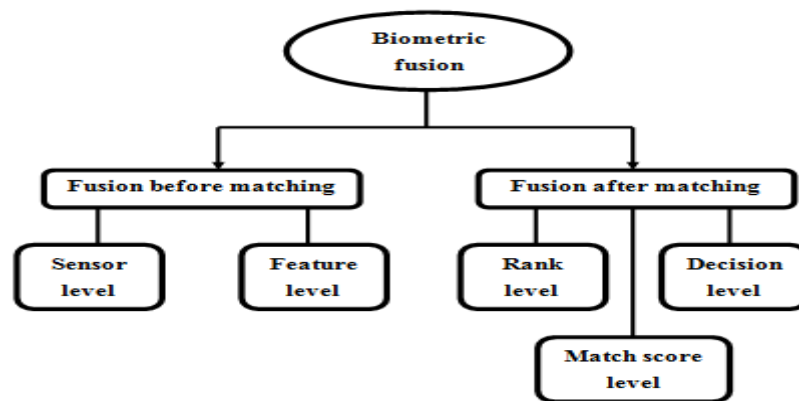 Biometric
fusion
Fusion before matching
Fusion after matching
Sensor
level
Feature
level
Rank
level
Decision
level
Match score
level